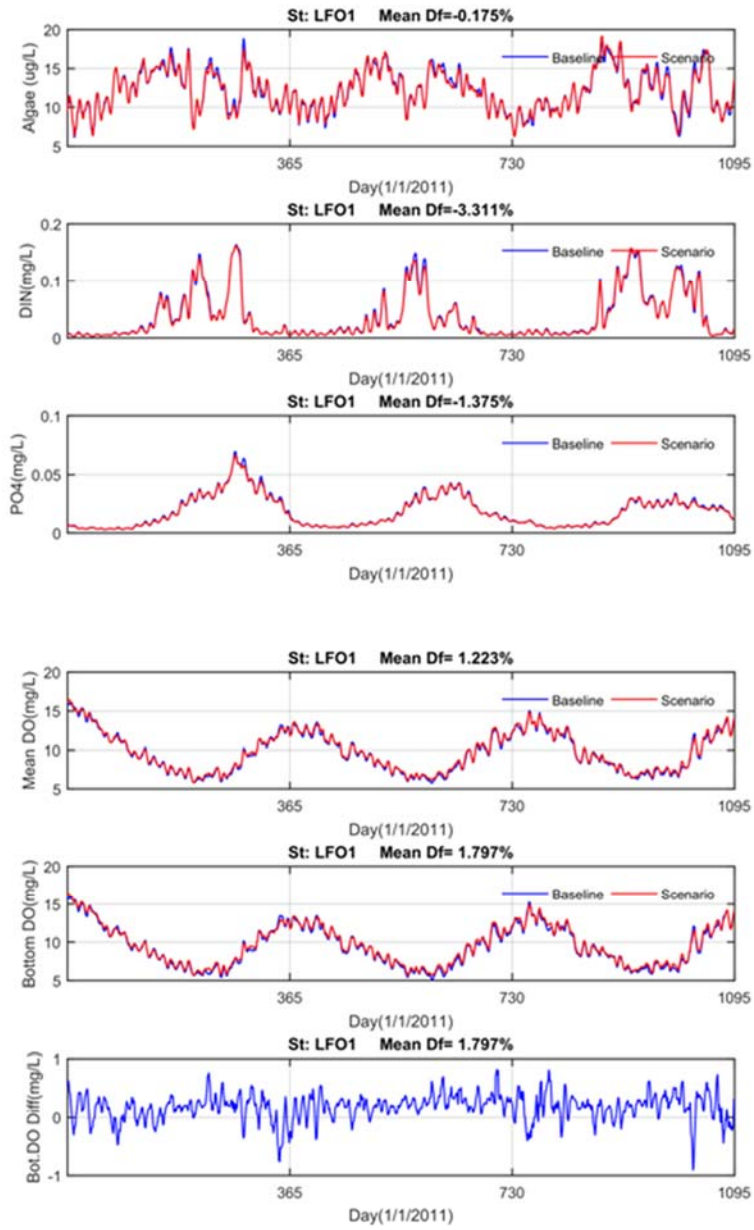 St: LFO1 Mean Df=-0.175%
20
15
10
5
Algae (ug/L)
Baseline Scenario
365 730 1095
Day(1/1/2011)
St: LFO1 Mean Df=-3.311%
0.2
0.1
0
DIN(mg/L)
Baseline Scenario
365 730 1095
Day(1/1/2011)
St: LFO1 Mean Df=-1.375%
0.1
0.05
0
PO4(mg/L)
Baseline Scenario
365 730 1095
Day(1/1/2011)
St: LFO1 Mean Df= 1.223%
20
15
10
5
Mean DO(mg/L)
Baseline Scenario
365 730 1095
Day(1/1/2011)
St: LFO1 Mean Df= 1.797%
20
15
10
5
Bottom DO(mg/L)
Baseline Scenario
365 730 1095
Day(1/1/2011)
St: LFO1 Mean Df= 1.797%
1
0
-1
Bot.DO Diff(mg/L)
365 730 1095